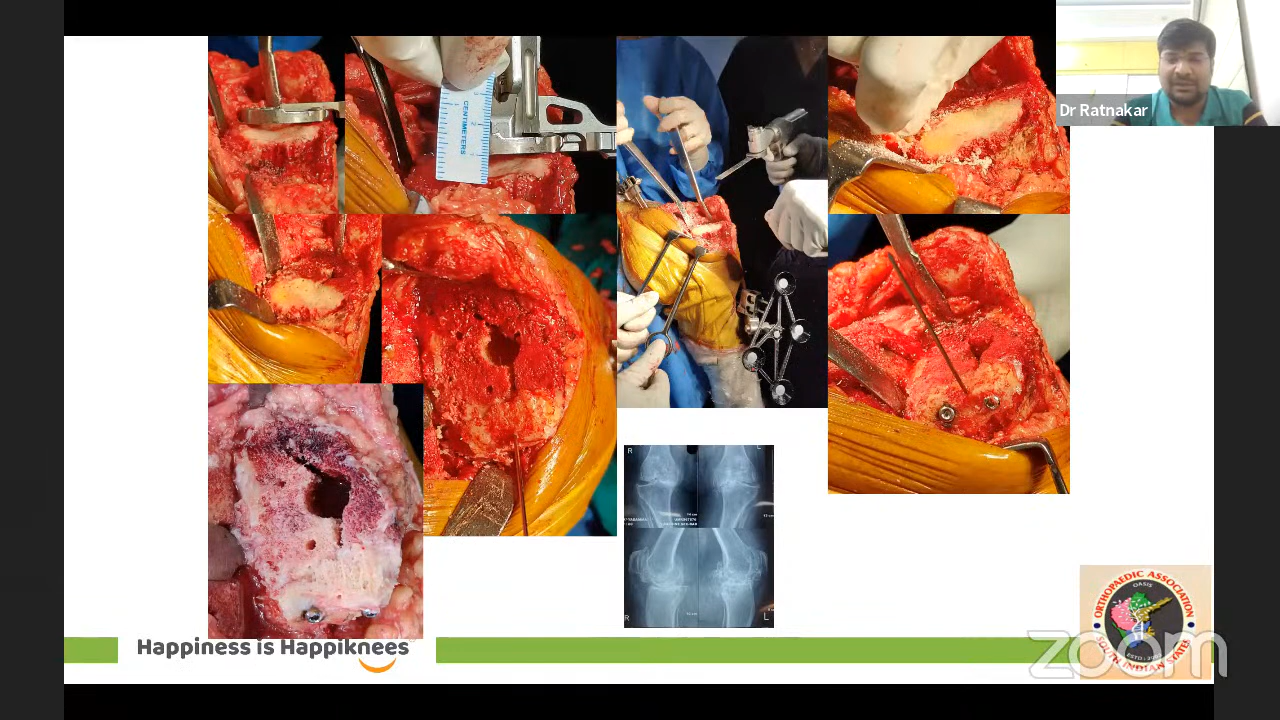 Dr Ratnakar
CENTIMETERS
R
L
R
L
Happiness is Happiknees
ORTHOPAEDIC ASSOCIATION
OASIS
SOUTH INDIAN STATES
zoom